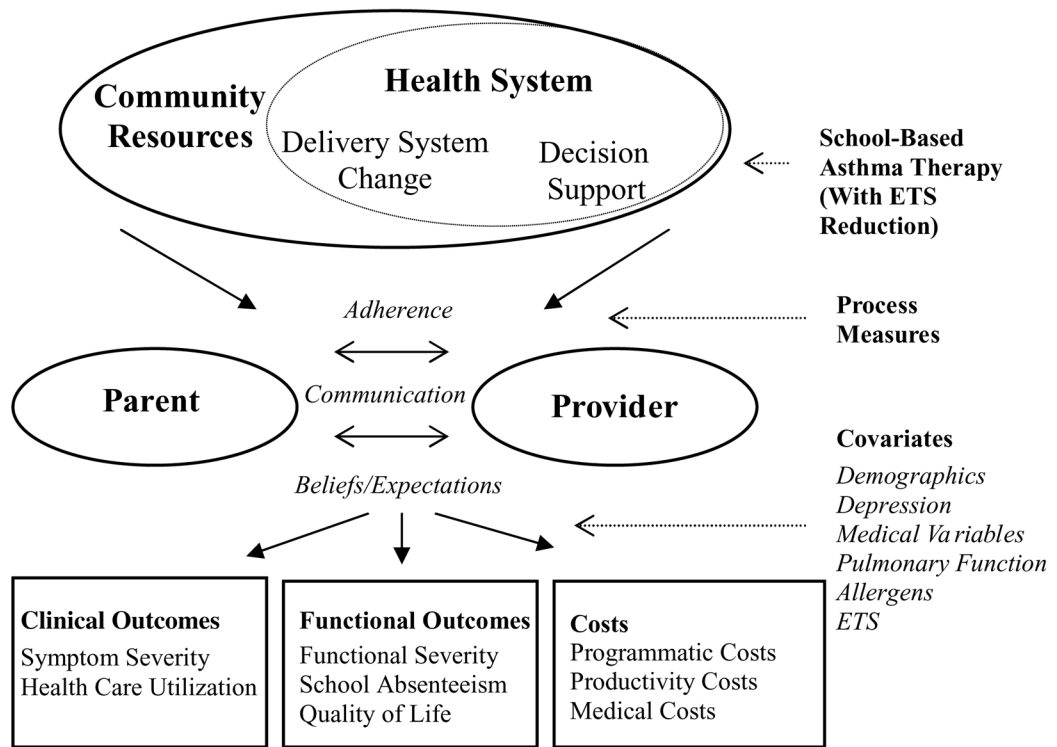 Community
Resources
Health System
Delivery System
Change
Decision
Support
School-Based
Asthma Therapy
(With ETS
Reduction)
Adherence
Process
Measures
Parent
Communication
Provider
Beliefs/Expectations
Covariates
Demographics
Depression
Medical Variables
Pulmonary Function
Allergens
ETS
Clinical Outcomes
Symptom Severity
Health Care Utilization
Functional Outcomes
Functional Severity
School Absenteeism
Quality of Life
Costs
Programmatic Costs
Productivity Costs
Medical Costs